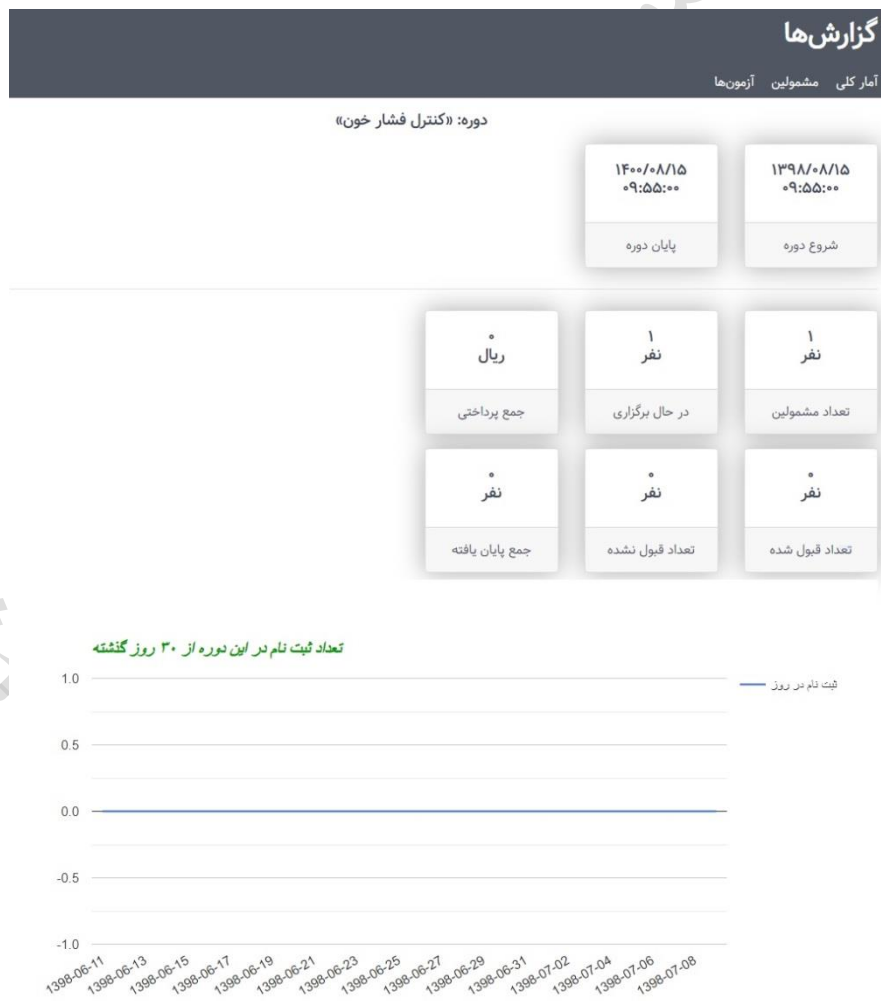 گزارش‌ها
آمار کلی مشمولین آزمون‌ها
دوره: «کنترل فشار خون»
۱۳۹۸/۰۸/۱۵
۰۹:۵۵:۰۰
شروع دوره
۱۴۰۰/۰۸/۱۵
۰۹:۵۵:۰۰
پایان دوره
۱
نفر
تعداد مشمولین
۱
نفر
در حال برگزاری
۰
ریال
جمع پرداختی
۰
نفر
تعداد قبول شده
۰
نفر
تعداد قبول نشده
۰
نفر
جمع پایان یافته
تعداد ثبت نام در این دوره از ۳۰ روز گذشته
ثبت نام در روز
1.0
0.5
0.0
-0.5
-1.0
1398-06-11
1398-06-13
1398-06-15
1398-06-17
1398-06-19
1398-06-21
1398-06-23
1398-06-25
1398-06-27
1398-06-29
1398-06-31
1398-07-02
1398-07-04
1398-07-06
1398-07-08